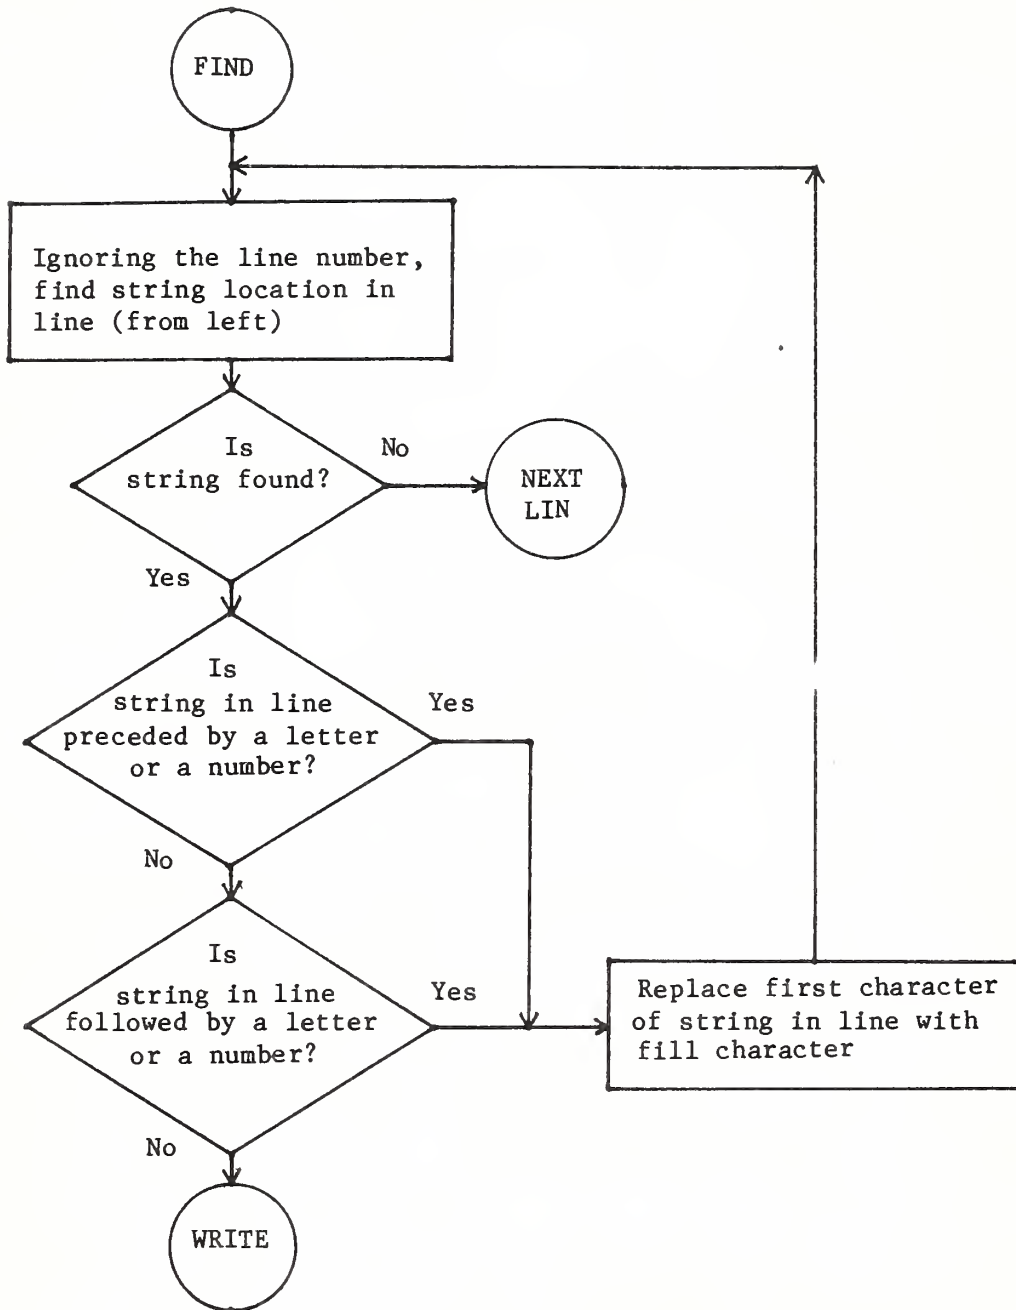 FIND
Ignoring the line number,
find string location in
line (from left)
Is
string found?
No
NEXT
LIN
Yes
Is
string in line
preceded by a letter
or a number?
Yes
No
Is
string in line
followed by a letter
or a number?
Yes
Replace first character
of string in line with
fill character
No
WRITE